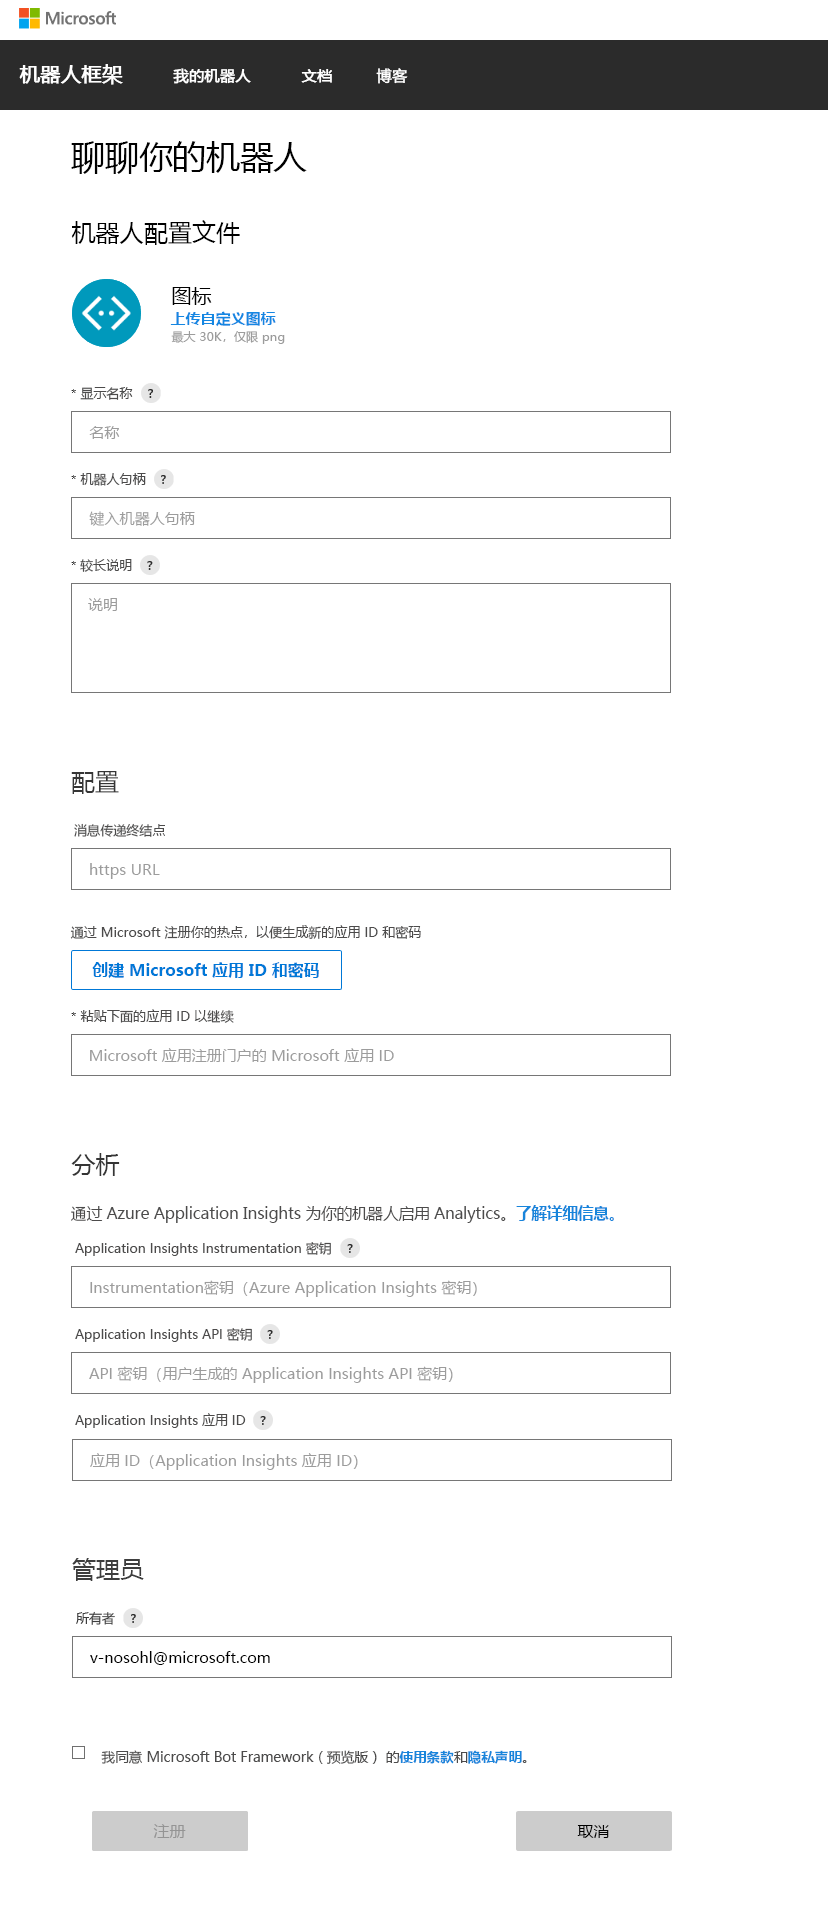 Microsoft
机器人框架 我的机器人 文档 博客
聊聊你的机器人
机器人配置文件
图标
上传自定义图标
最大 30K，仅限 png
* 显示名称 ?
名称
* 机器人句柄 ?
键入机器人句柄
* 较长说明 ?
说明
配置
消息传递终结点
https URL
通过 Microsoft 注册你的热点，以便生成新的应用 ID 和密码
创建 Microsoft 应用 ID 和密码
* 粘贴下面的应用 ID 以继续
Microsoft 应用注册门户的 Microsoft 应用 ID
分析
通过 Azure Application Insights 为你的机器人启用 Analytics。了解详细信息。
Application Insights Instrumentation 密钥 ?
Instrumentation密钥（Azure Application Insights 密钥）
Application Insights API 密钥 ?
API 密钥（用户生成的 Application Insights API 密钥）
Application Insights 应用 ID ?
应用 ID（Application Insights 应用 ID）
管理员
所有者 ?
v-nosohl@microsoft.com
我同意 Microsoft Bot Framework（预览版）的使用条款和隐私声明。
注册 取消